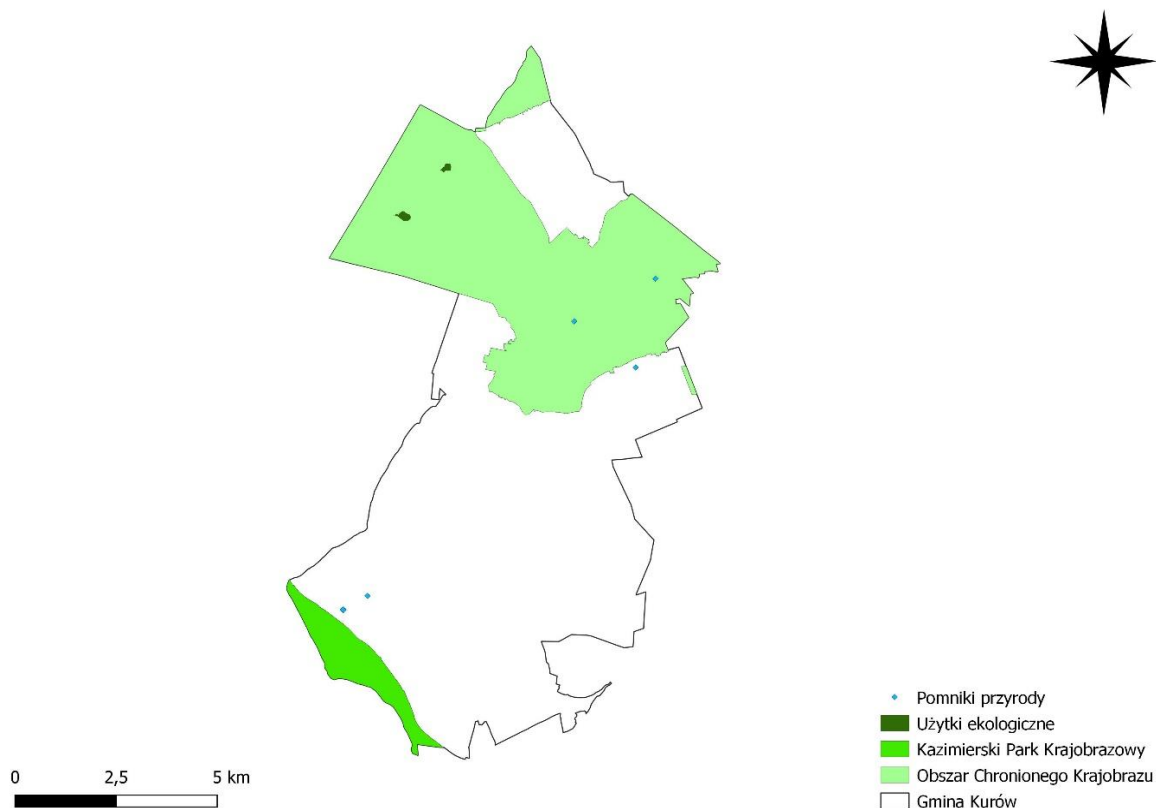 Pomniki przyrody
Użytki ekologiczne
Kazimierski Park Krajobrazowy
Obszar Chronionego Krajobrazu
Gmina Kurów
0 2,5 5 km